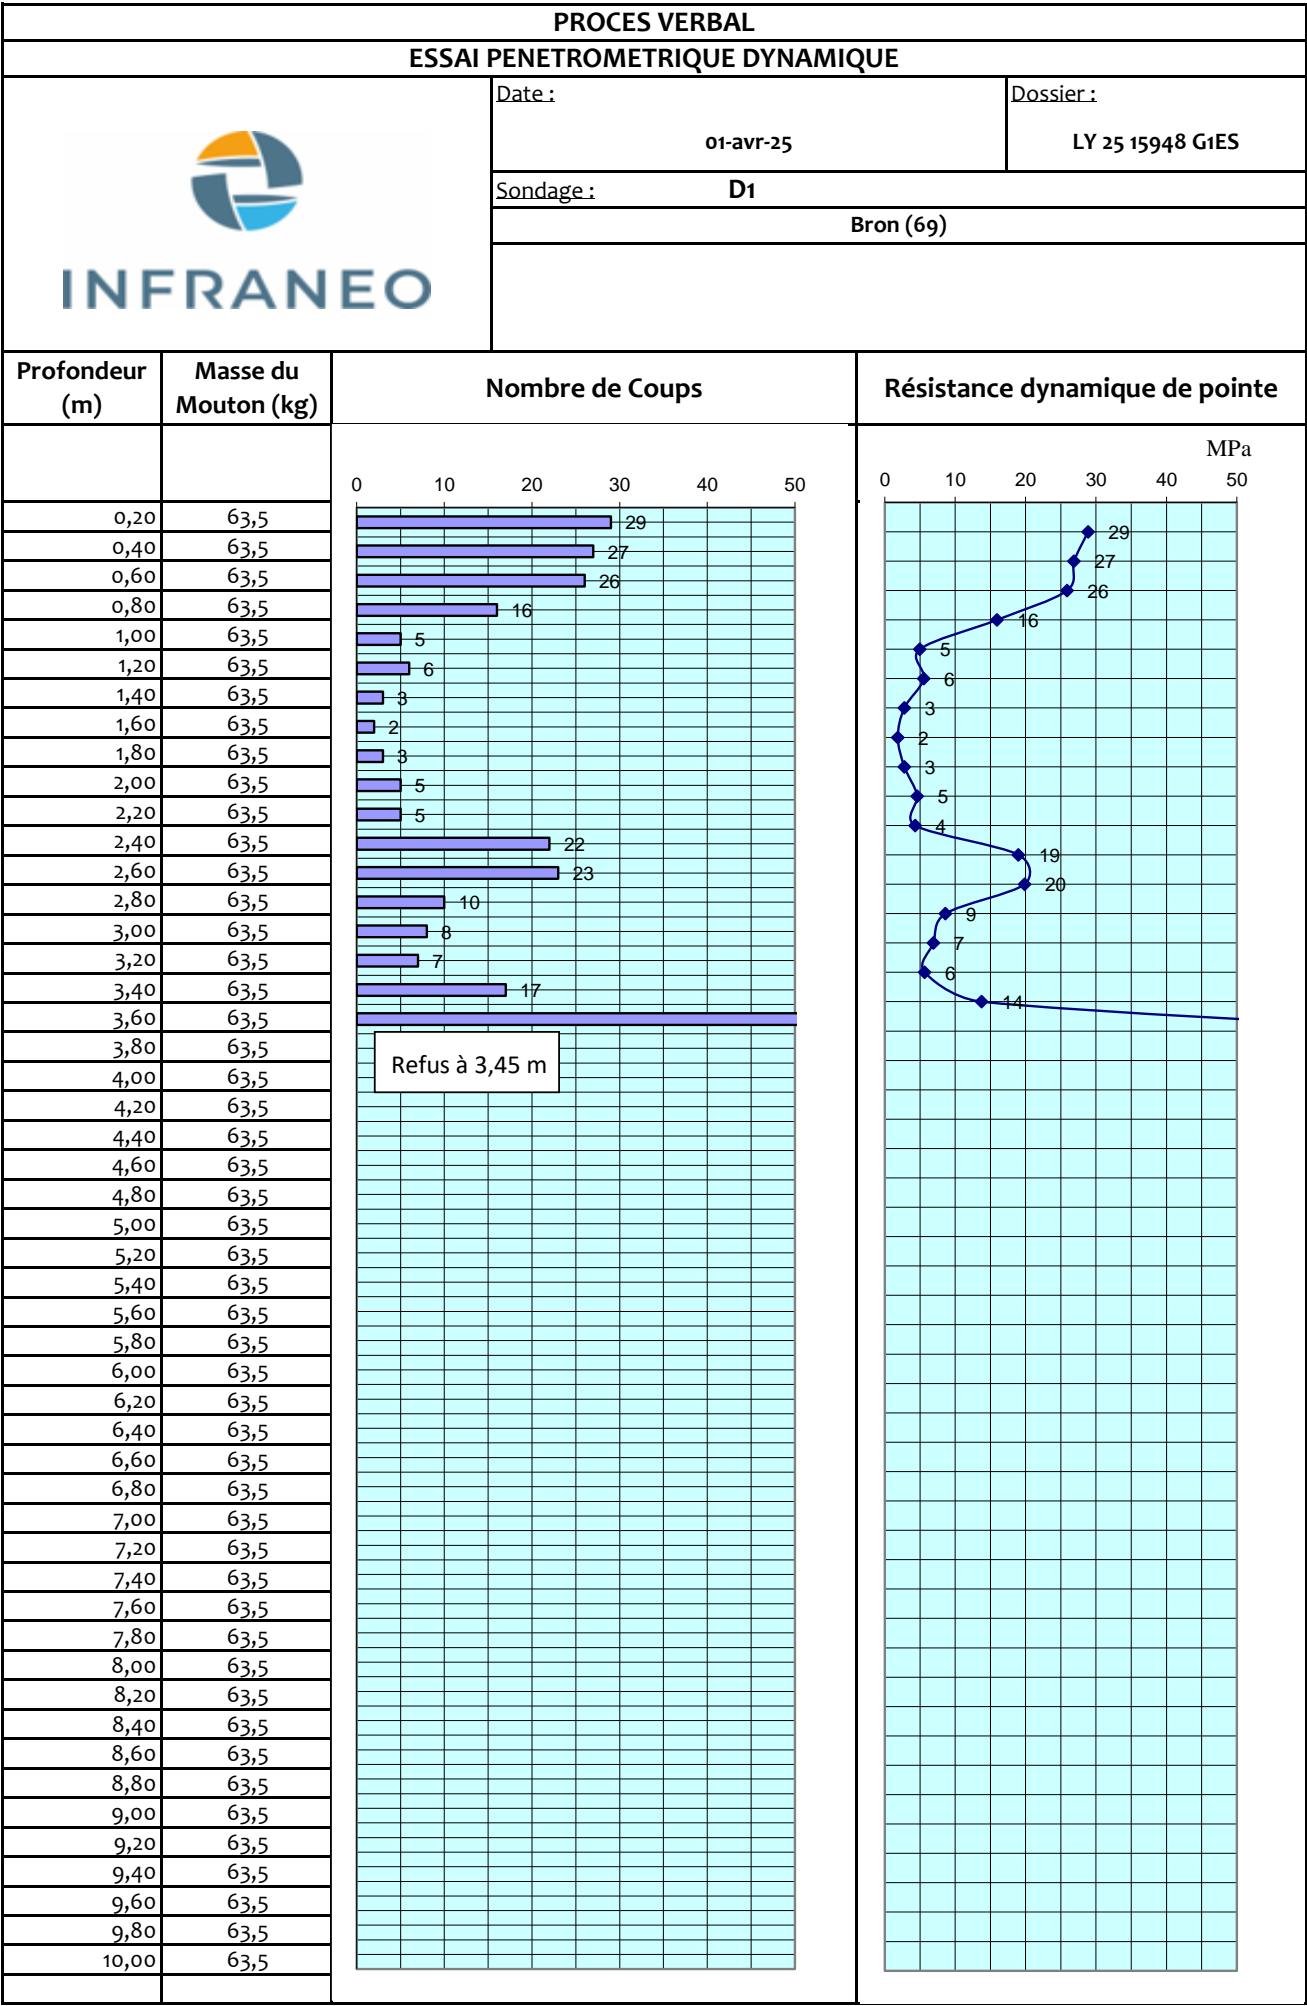 PROCES VERBAL
ESSAI PENETROMETRIQUE DYNAMIQUE
INFRANEO
Date :
01-avr-25
Dossier :
LY 25 15948 G1ES
Sondage : D1
Bron (69)
Profondeur (m)
Masse du Mouton (kg)
Nombre de Coups
Résistance dynamique de pointe
MPa
0 10 20 30 40 50
0 10 20 30 40 50
0,20 63,5 29 29
0,40 63,5 27 27
0,60 63,5 26 26
0,80 63,5 16 16
1,00 63,5 5 5
1,20 63,5 6 6
1,40 63,5 3 3
1,60 63,5 2 2
1,80 63,5 3 3
2,00 63,5 5 5
2,20 63,5 5 4
2,40 63,5 22 19
2,60 63,5 23 20
2,80 63,5 10 9
3,00 63,5 8 7
3,20 63,5 7 6
3,40 63,5 17 14
3,60 63,5
3,80 63,5
Refus à 3,45 m
4,00 63,5
4,20 63,5
4,40 63,5
4,60 63,5
4,80 63,5
5,00 63,5
5,20 63,5
5,40 63,5
5,60 63,5
5,80 63,5
6,00 63,5
6,20 63,5
6,40 63,5
6,60 63,5
6,80 63,5
7,00 63,5
7,20 63,5
7,40 63,5
7,60 63,5
7,80 63,5
8,00 63,5
8,20 63,5
8,40 63,5
8,60 63,5
8,80 63,5
9,00 63,5
9,20 63,5
9,40 63,5
9,60 63,5
9,80 63,5
10,00 63,5